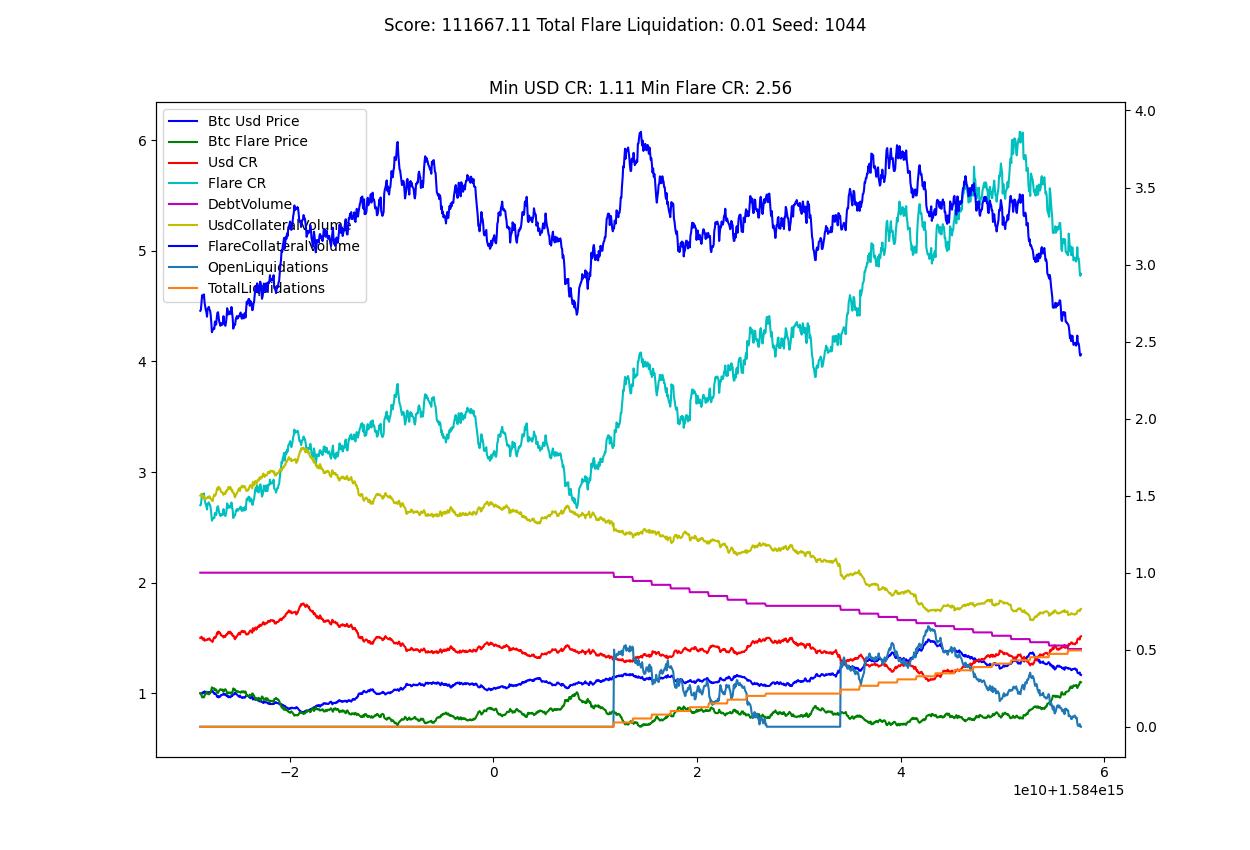 Score: 111667.11 Total Flare Liquidation: 0.01 Seed: 1044
Min USD CR: 1.11 Min Flare CR: 2.56
Btc Usd Price
Btc Flare Price
Usd CR
Flare CR
DebtVolume
UsdCollateralVolume
FlareCollateralVolume
OpenLiquidations
TotalLiquidations
6
5
4
3
2
1
4.0
3.5
3.0
2.5
2.0
1.5
1.0
0.5
0.0
−2
0
2
4
6
1e10+1.584e15